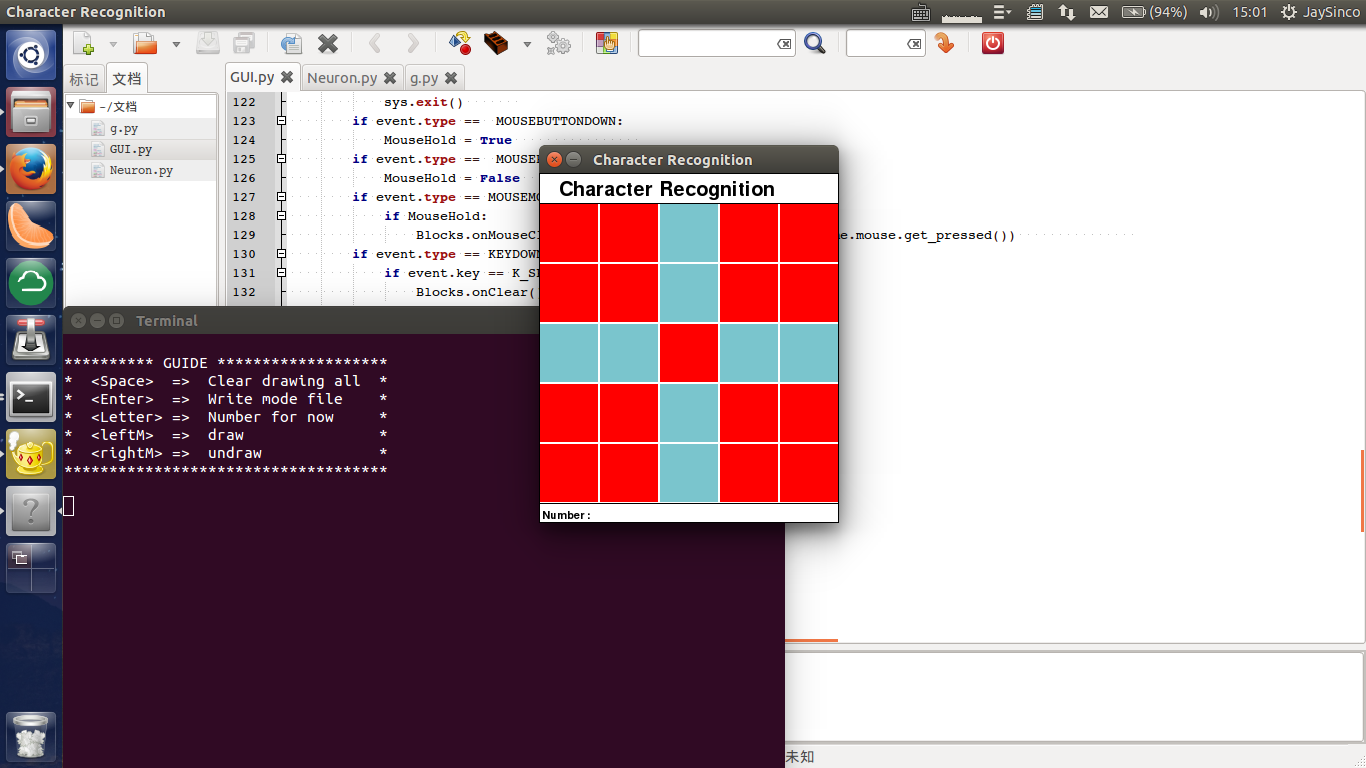 Character Recognition
(94%)
15:01
JaySinco
标记
文档
GUI.py
Neuron.py
g.py
~/文档
g.py
GUI.py
Neuron.py
122 sys.exit()
123 if event.type == MOUSEBUTTONDOWN:
124 MouseHold = True
125 if event.type == MOUSE
126 MouseHold = False
127 if event.type == MOUSEMO
128 if MouseHold:
129 Blocks.onMouseCl e.mouse.get_pressed())
130 if event.type == KEYDOWN
131 if event.key == K_S
132 Blocks.onClear(
Character Recognition
Character Recognition
Number :
Terminal
********** GUIDE *******************
* <Space> => Clear drawing all *
* <Enter> => Write mode file *
* <Letter> => Number for now *
* <leftM> => draw *
* <rightM> => undraw *
************************************
未知